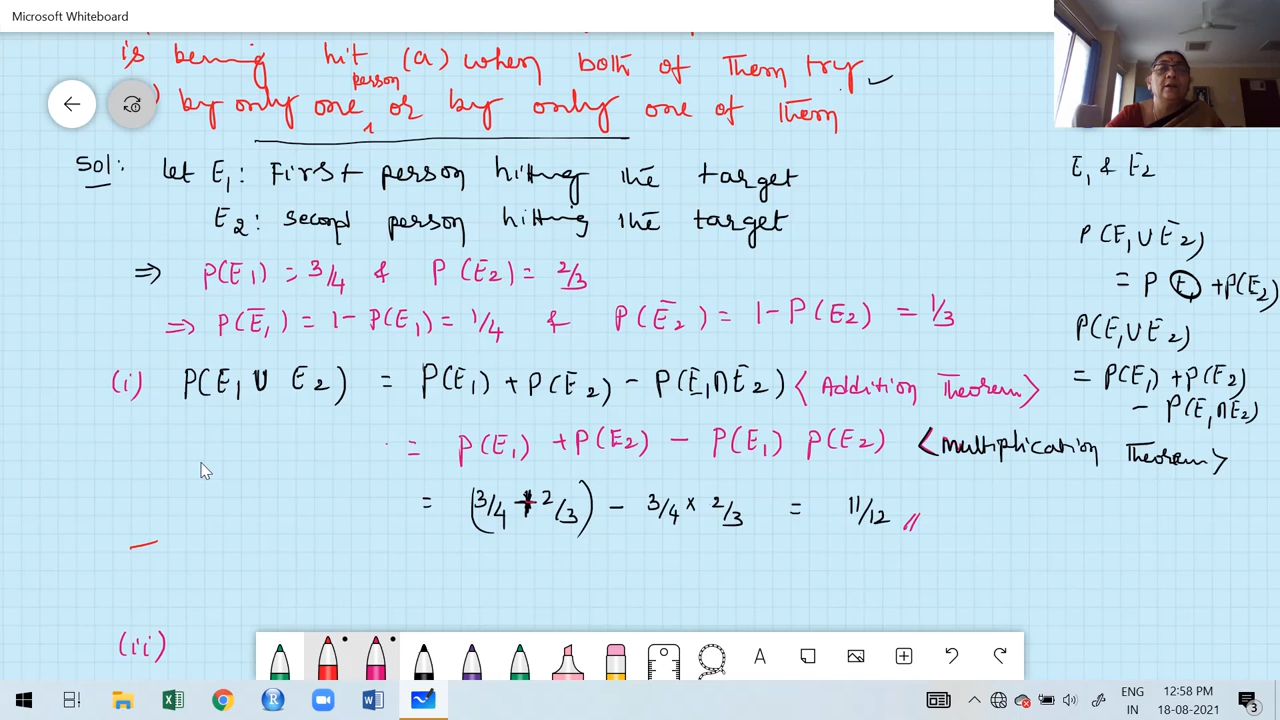 Microsoft Whiteboard
is being hit (a) when both of them try ✓
person
) by only one or by only one of them
Sol: let E₁: First person hitting the target
E₂: second person hitting the target
⇒ P(E₁) = 3/4 & P(E₂) = 2/3
⇒ P(Ē₁) = 1 - P(E₁) = 1/4 & P(Ē₂) = 1 - P(E₂) = 1/3
(i) P(E₁ ∪ E₂) = P(E₁) + P(E₂) - P(E₁∩E₂) < Addition Theorem >
= P(E₁) + P(E₂) - P(E₁) P(E₂) < Multiplication Theorem >
= (3/4 + 2/3) - 3/4 × 2/3 = 11/12 //
(ii)
E₁ & E₂
P(E₁∪E₂)
= P E₁ + P(E₂)
P(E₁∪E₂)
= P(E₁) + P(E₂)
- P(E₁∩E₂)
ENG
IN
12:58 PM
18-08-2021
3